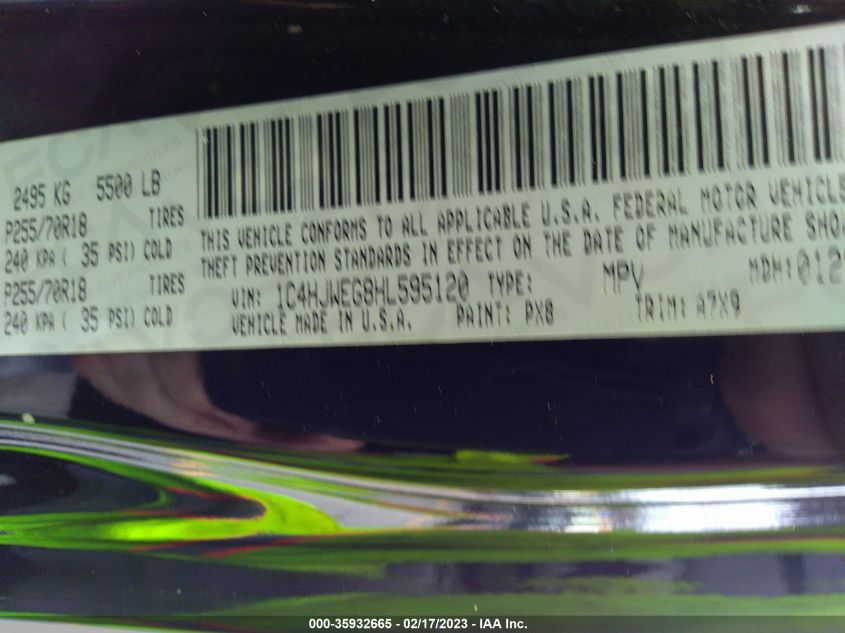 2495 KG 5500 LB
P255/70R18 TIRES
240 KPA ( 35 PSI) COLD
P255/70R18 TIRES
240 KPA ( 35 PSI) COLD
THIS VEHICLE CONFORMS TO ALL APPLICABLE U.S.A. FEDERAL MOTOR VEHICLE
THEFT PREVENTION STANDARDS IN EFFECT ON THE DATE OF MANUFACTURE SHO
VIN: 1C4HJWEG8HL595120 TYPE: MPV MDH: 012
VEHICLE MADE IN U.S.A. PAINT: PX8 TRIM: A7X9
000-35932665 - 02/17/2023 - IAA Inc.